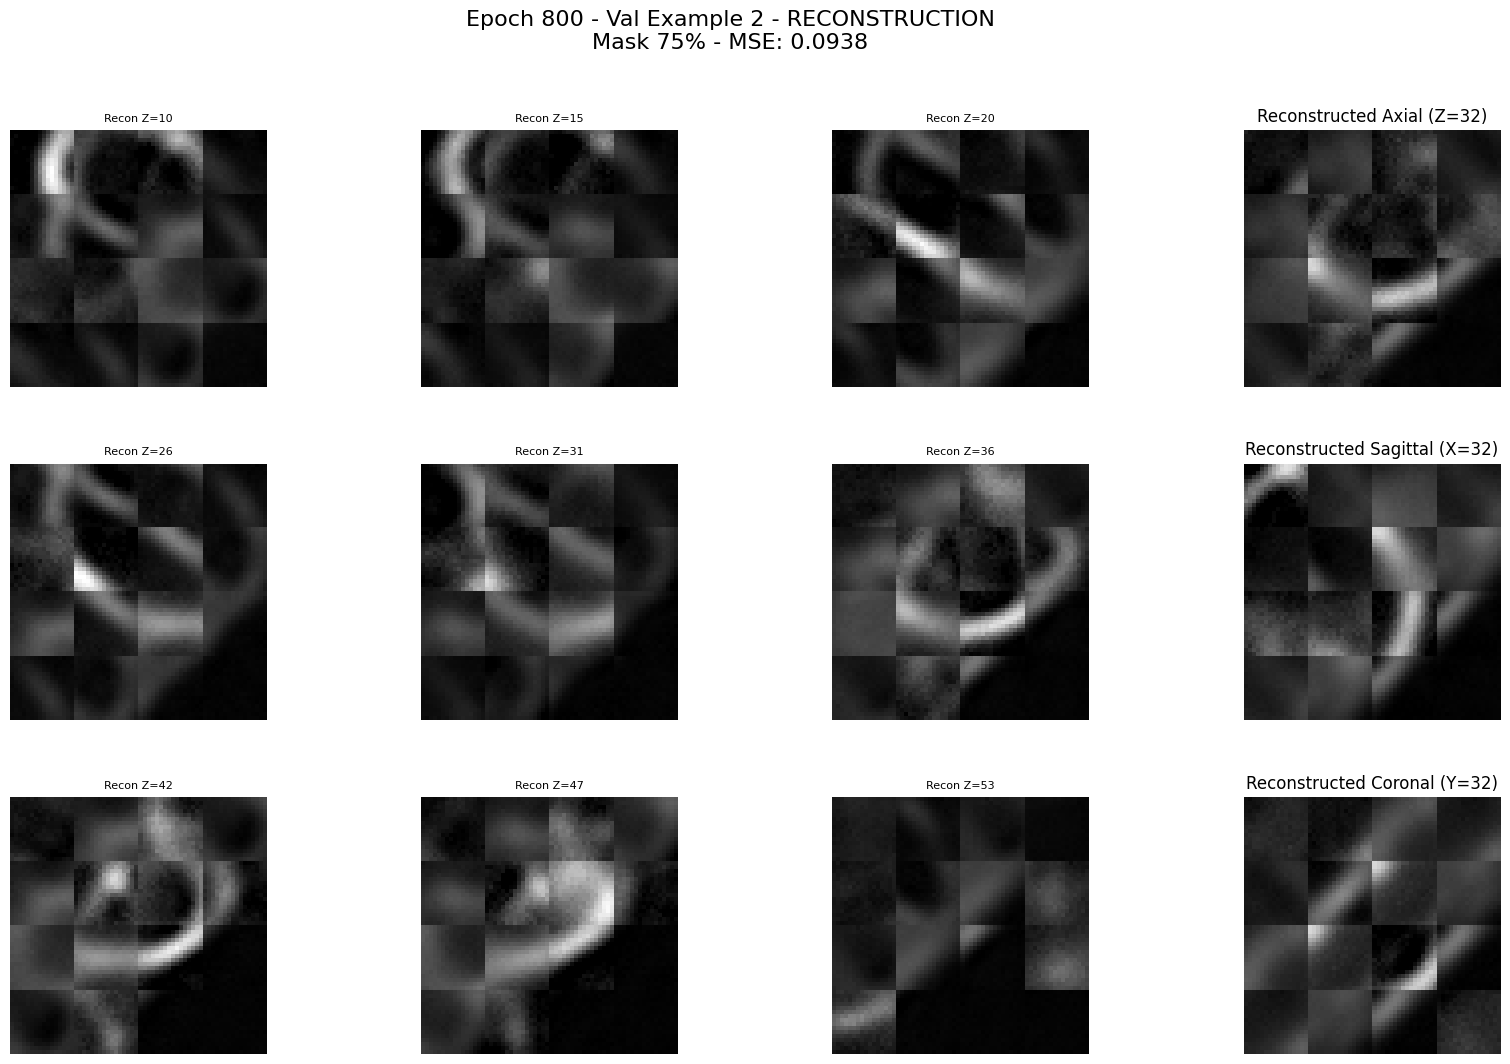 Epoch 800 - Val Example 2 - RECONSTRUCTION
Mask 75% - MSE: 0.0938
Recon Z=10
Recon Z=15
Recon Z=20
Reconstructed Axial (Z=32)
Recon Z=26
Recon Z=31
Recon Z=36
Reconstructed Sagittal (X=32)
Recon Z=42
Recon Z=47
Recon Z=53
Reconstructed Coronal (Y=32)